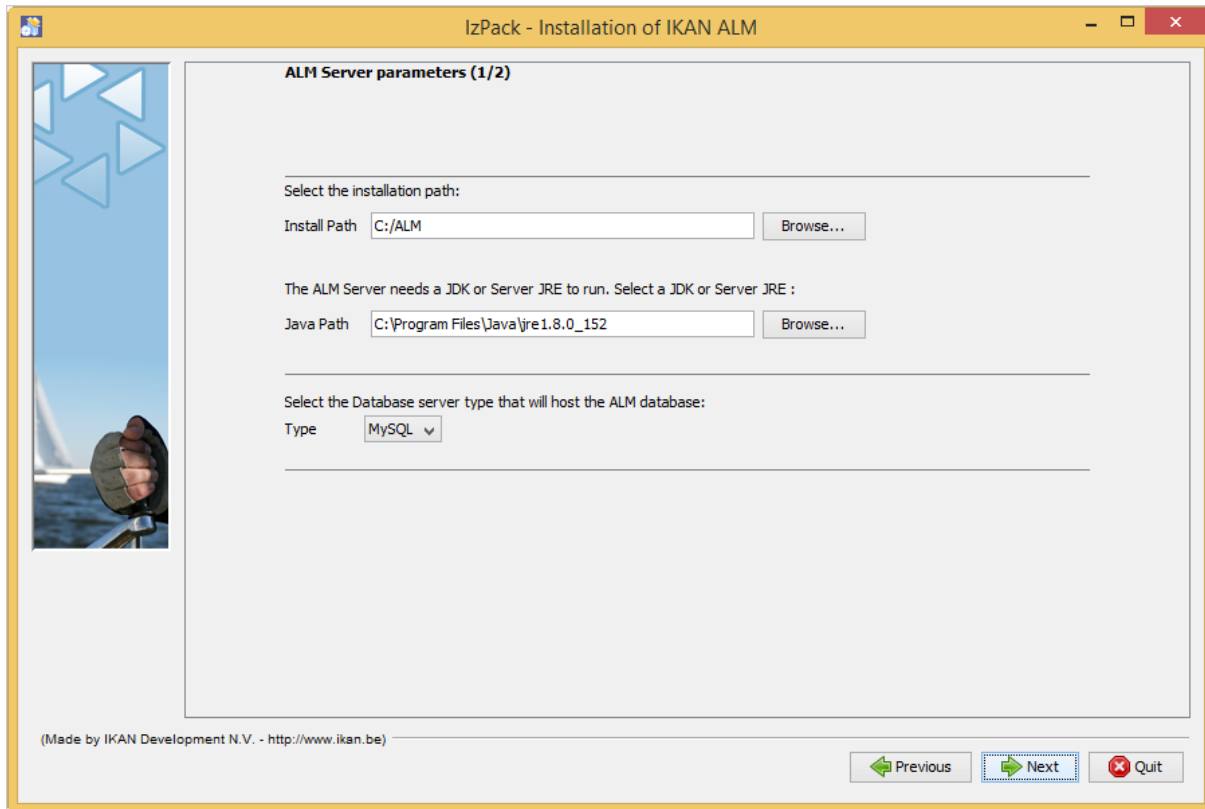 IzPack - Installation of IKAN ALM
ALM Server parameters (1/2)
Select the installation path:
Install Path C:/ALM Browse...
The ALM Server needs a JDK or Server JRE to run. Select a JDK or Server JRE :
Java Path C:\Program Files\Java\jre1.8.0_152 Browse...
Select the Database server type that will host the ALM database:
Type MySQL
(Made by IKAN Development N.V. - http://www.ikan.be)
Previous Next Quit